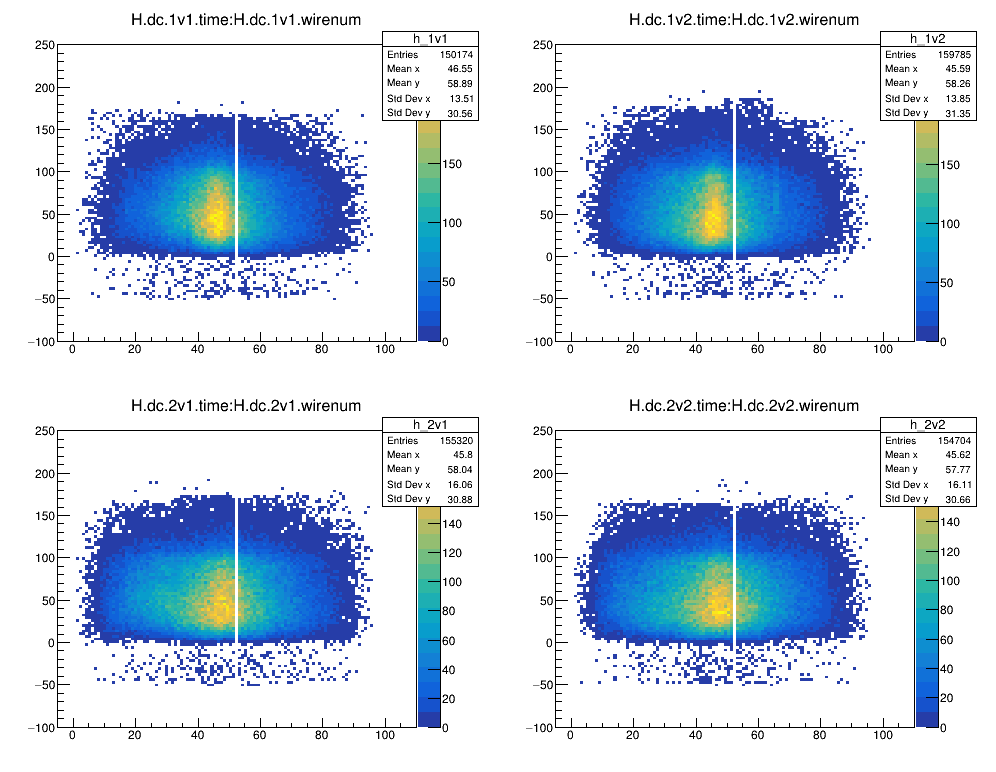 H.dc.1v1.time:H.dc.1v1.wirenum
h_1v1
Entries 150174
Mean x 46.55
Mean y 58.89
Std Dev x 13.51
Std Dev y 30.56
250
200
150
100
50
0
−50
−100
0 20 40 60 80 100
150
100
50
0
H.dc.1v2.time:H.dc.1v2.wirenum
h_1v2
Entries 159785
Mean x 45.59
Mean y 58.26
Std Dev x 13.85
Std Dev y 31.35
250
200
150
100
50
0
−50
−100
0 20 40 60 80 100
150
100
50
0
H.dc.2v1.time:H.dc.2v1.wirenum
h_2v1
Entries 155320
Mean x 45.8
Mean y 58.04
Std Dev x 16.06
Std Dev y 30.88
250
200
150
100
50
0
−50
−100
0 20 40 60 80 100
140
120
100
80
60
40
20
0
H.dc.2v2.time:H.dc.2v2.wirenum
h_2v2
Entries 154704
Mean x 45.62
Mean y 57.77
Std Dev x 16.11
Std Dev y 30.66
250
200
150
100
50
0
−50
−100
0 20 40 60 80 100
140
120
100
80
60
40
20
0